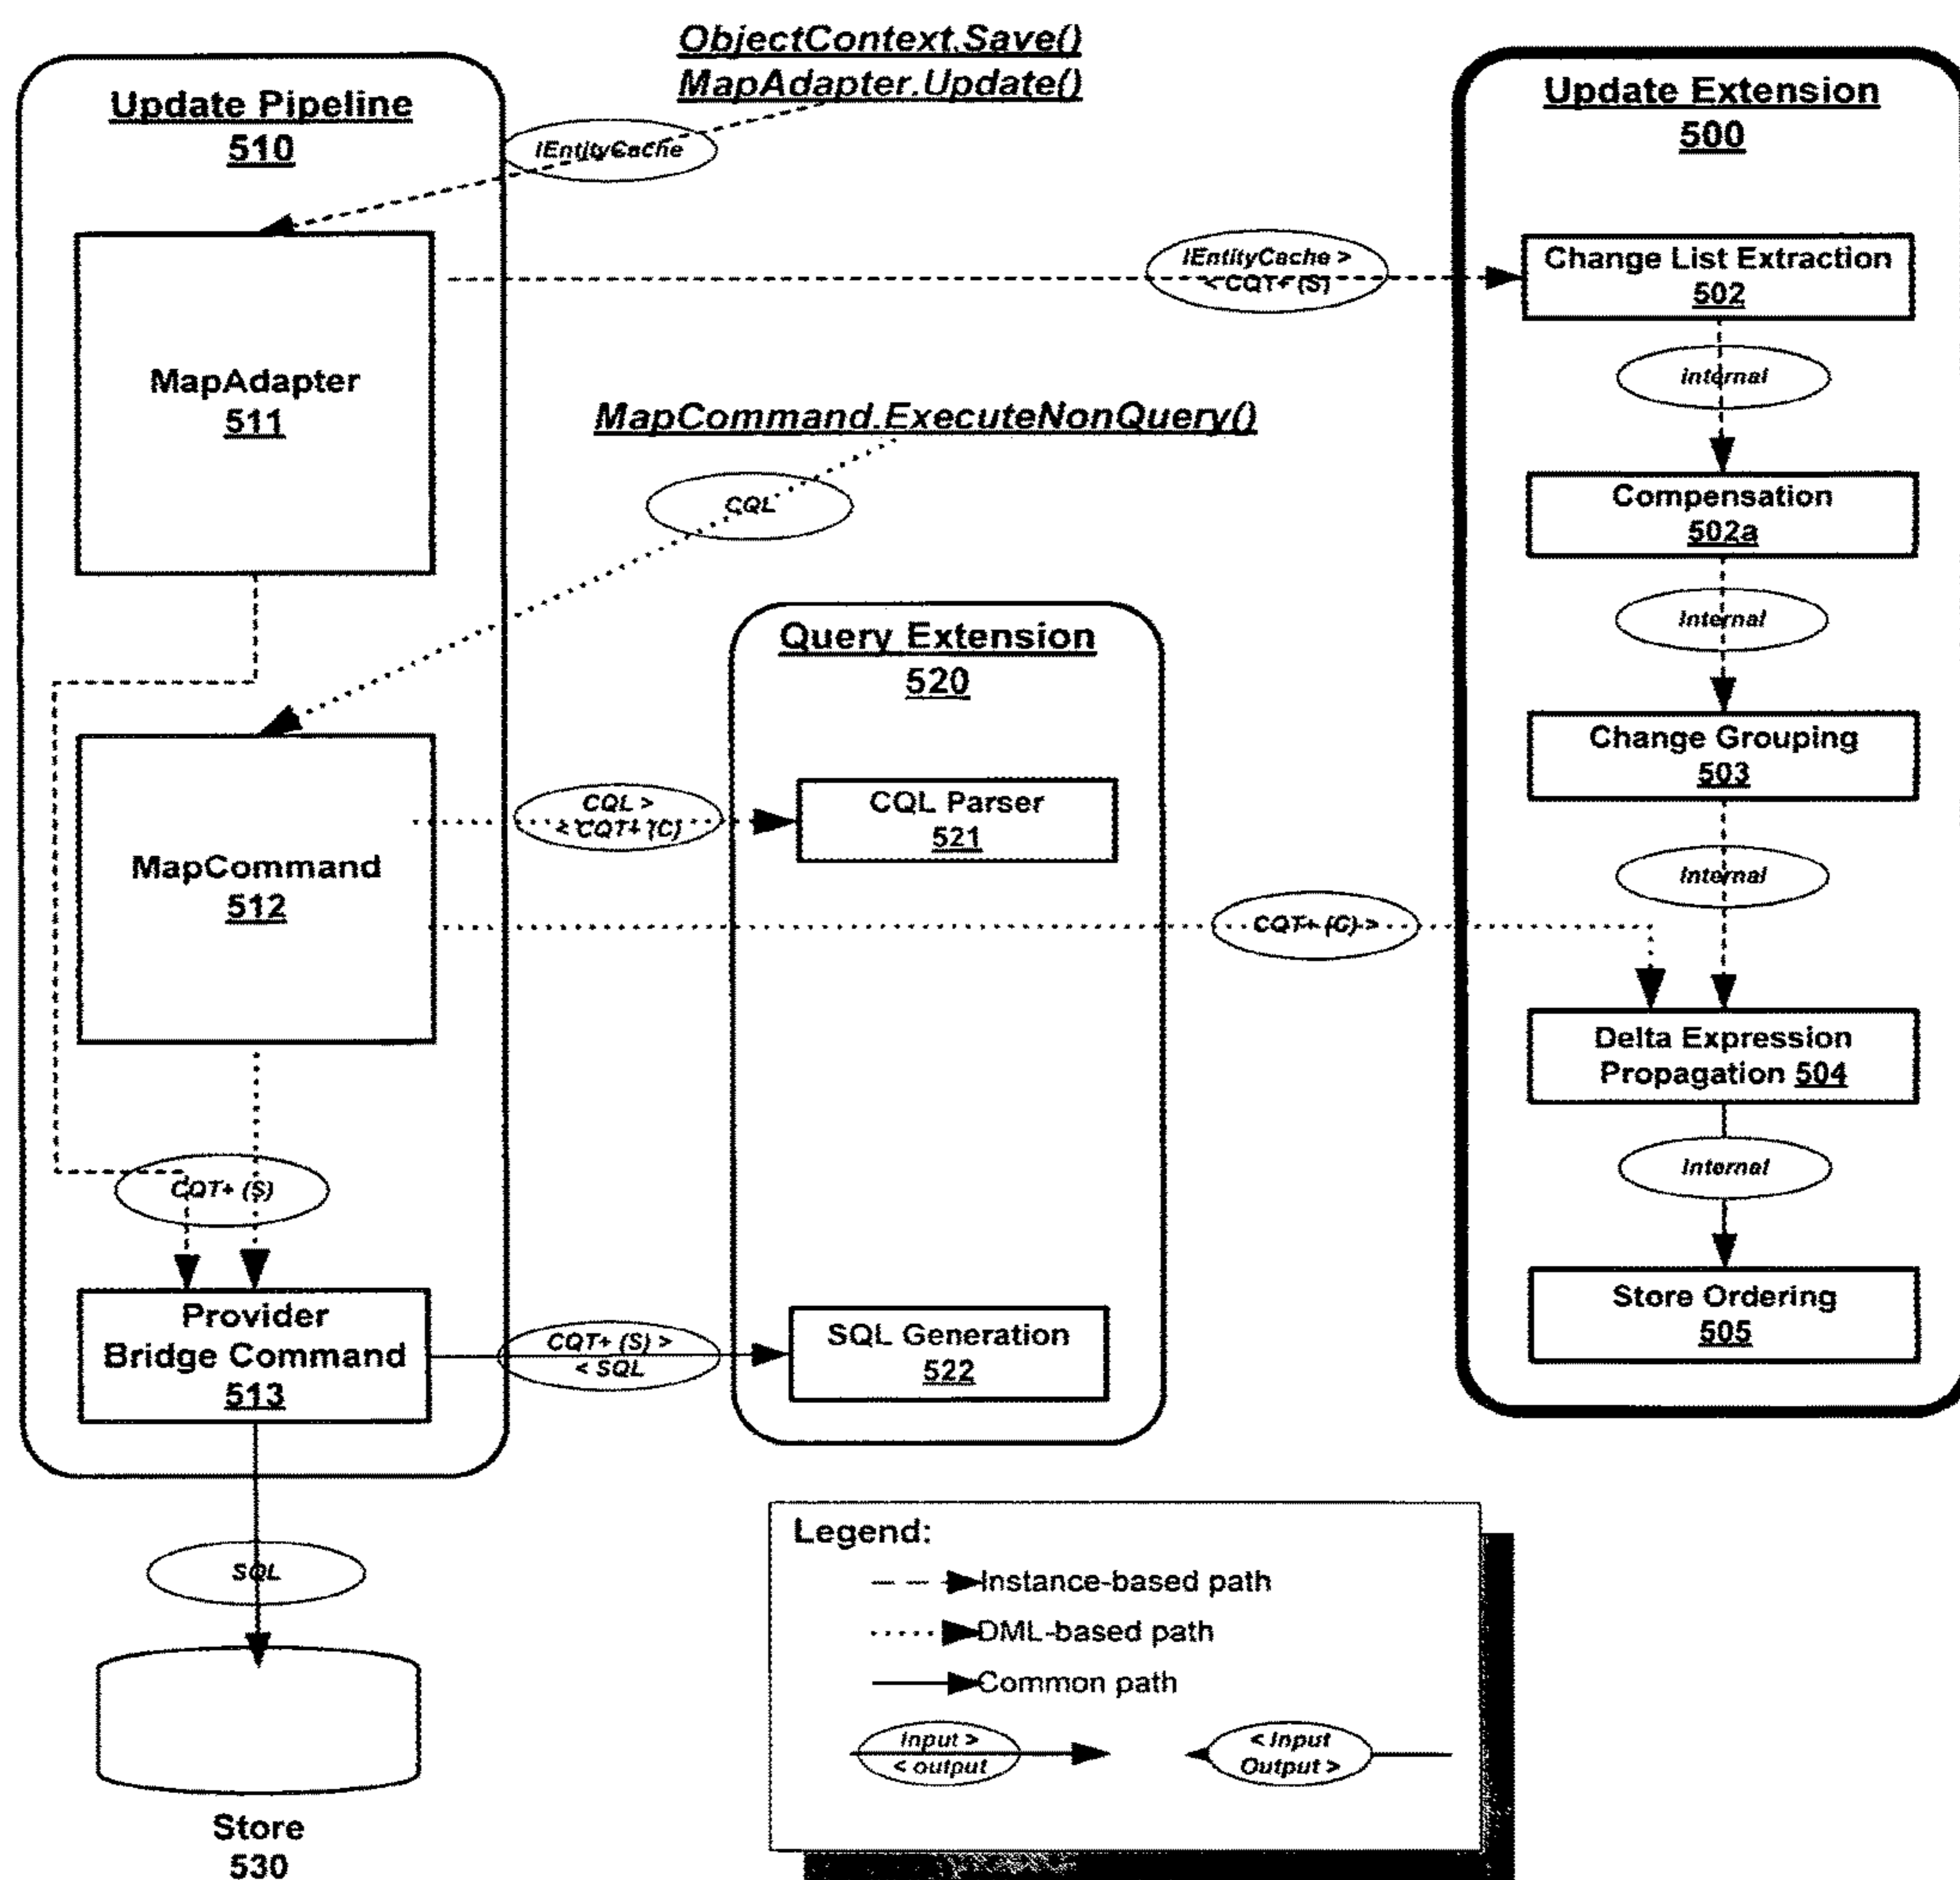 ObjectContext.Save()
MapAdapter.Update()
Update Pipeline
510
IEntityCache
MapAdapter
511
MapCommand.ExecuteNonQuery()
CQL
MapCommand
512
CQT+ (S)
Provider
Bridge Command
513
SQL
Store
530
Query Extension
520
CQL >
< CQT+ (C)
CQL Parser
521
CQT+ (S) >
< SQL
SQL Generation
522
Update Extension
500
IEntityCache >
< CQT+ (S)
Change List Extraction
502
internal
Compensation
502a
Internal
Change Grouping
503
Internal
CQT+ (C) >
Delta Expression
Propagation 504
Internal
Store Ordering
505
Legend:
Instance-based path
DML-based path
Common path
Input >
< output
< Input
Output >